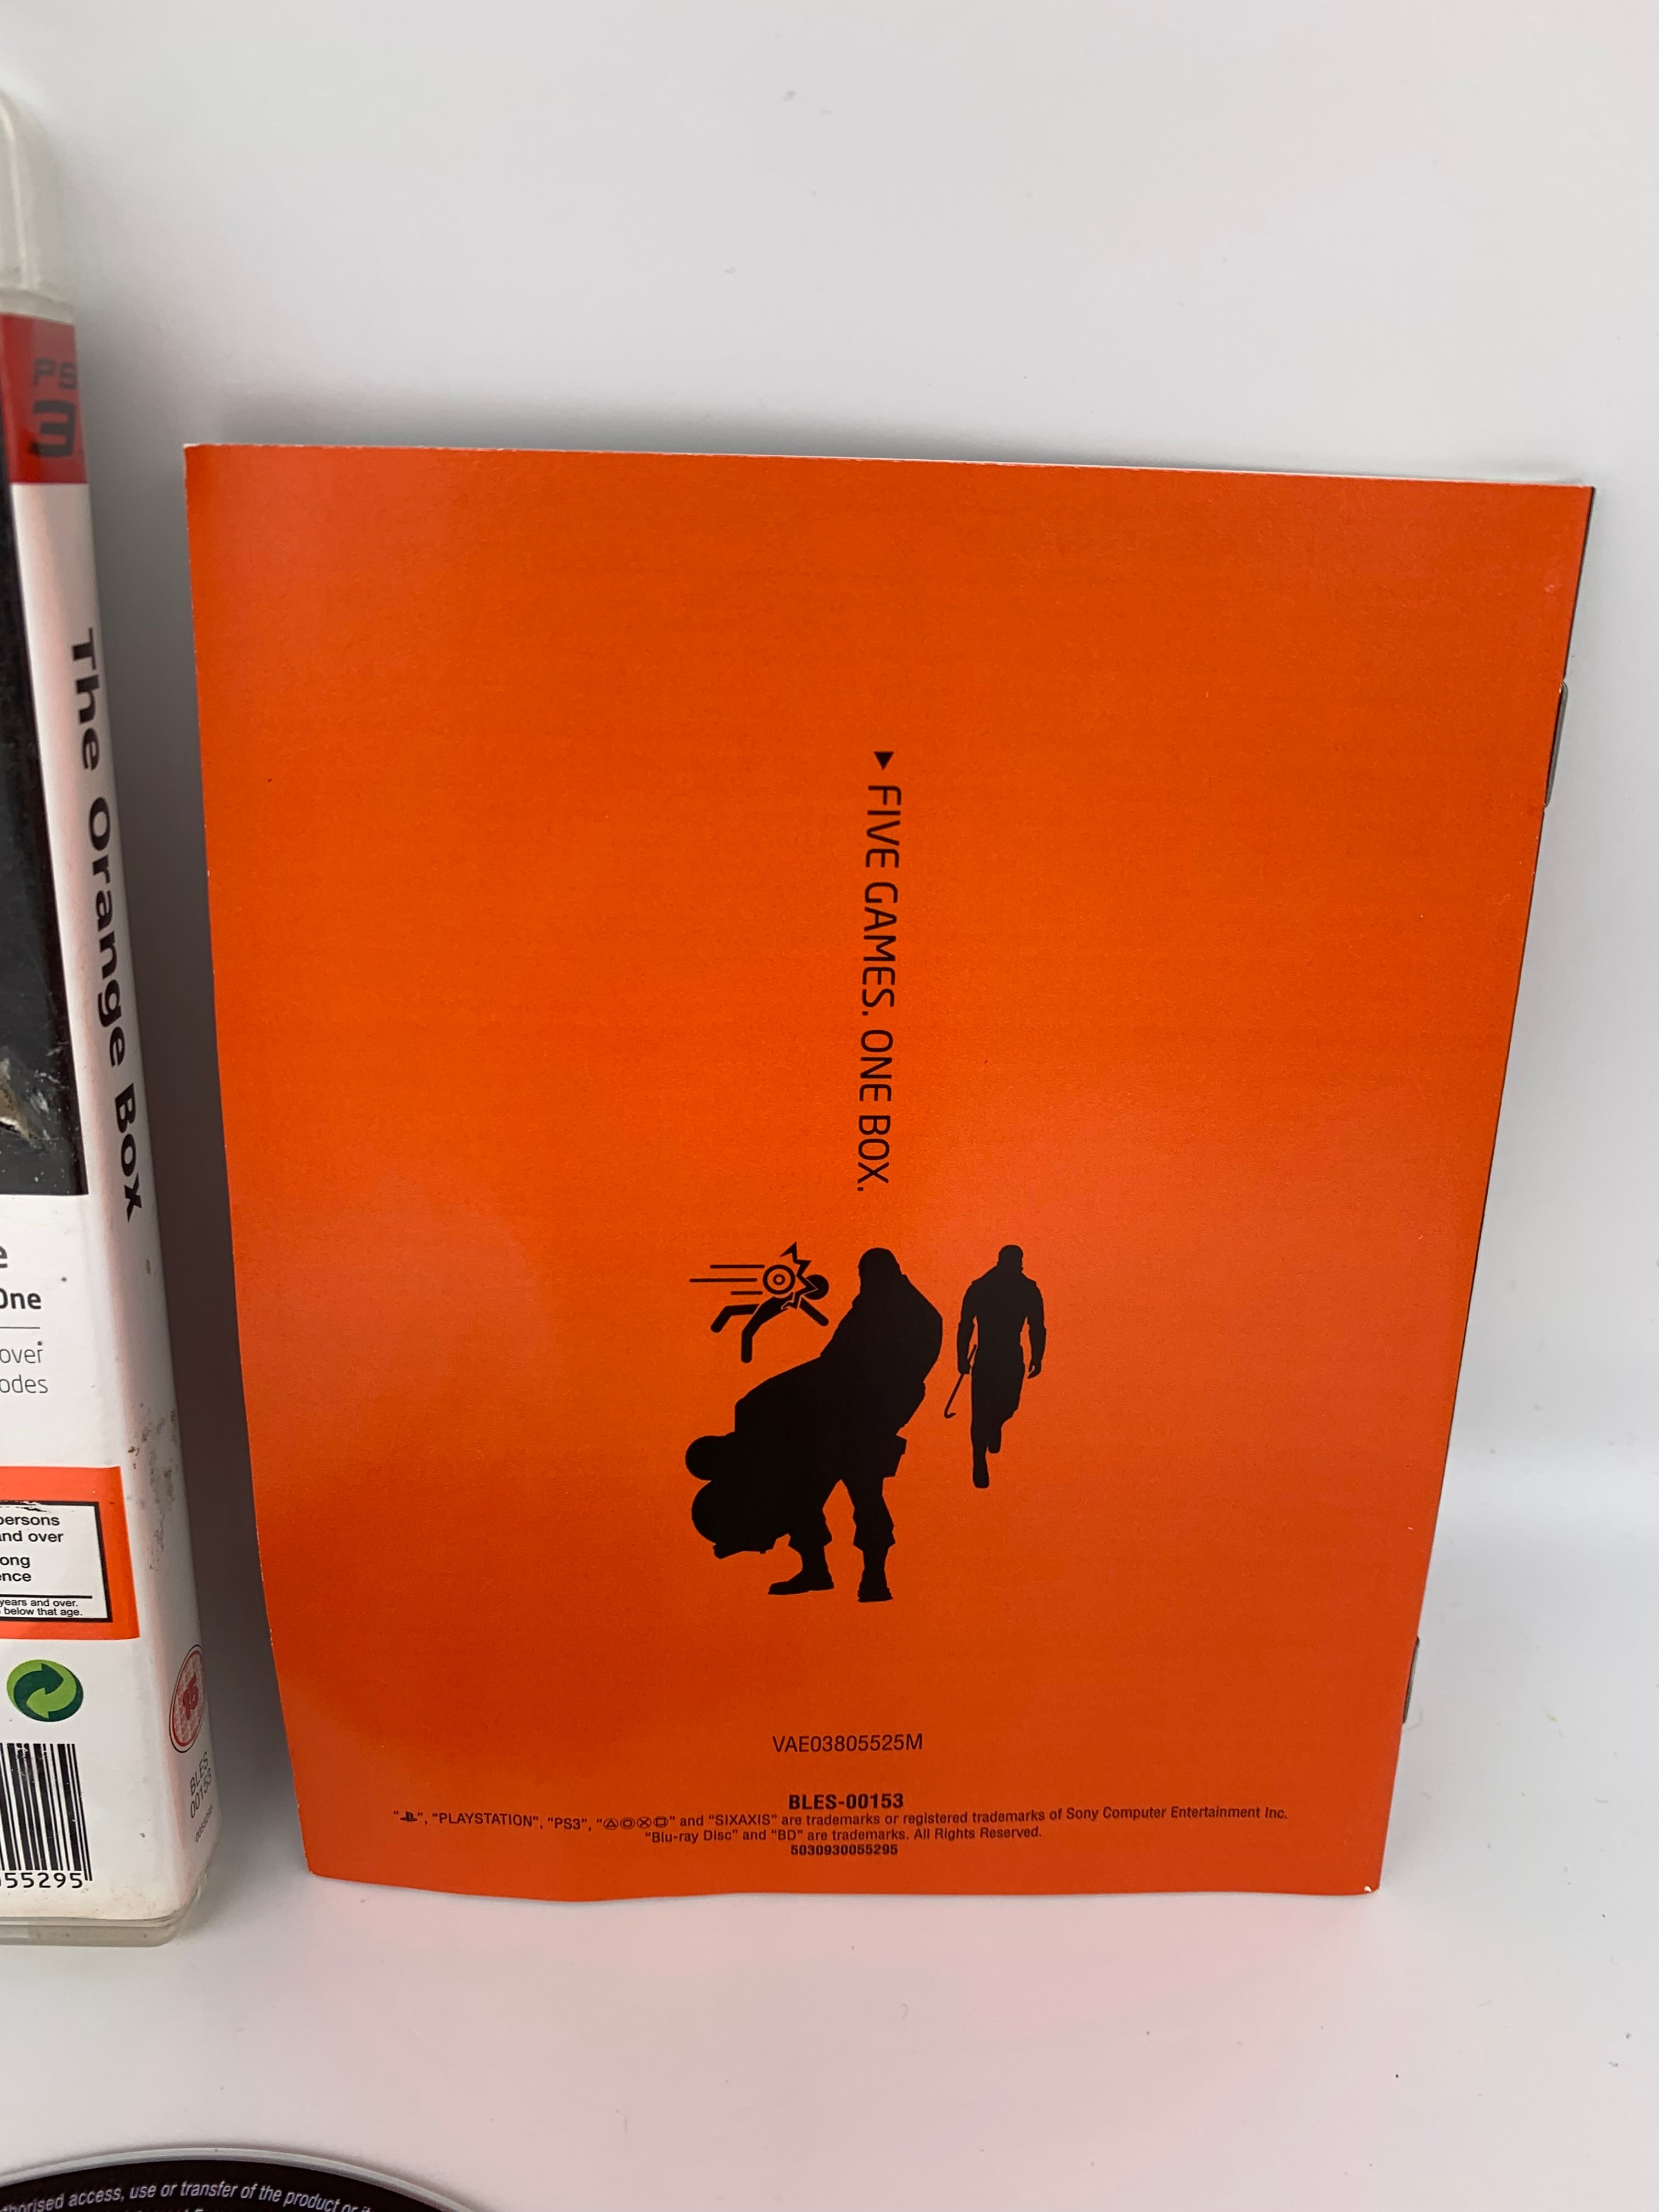 PS
3
The Orange Box
One
over
odes
persons
and over
ong
ence
years and over.
below that age.
15
BLES
00153
55295
▶ FIVE GAMES. ONE BOX.
VAE03805525M
BLES-00153
"", "PLAYSTATION", "PS3", "△○✕□" and "SIXAXIS" are trademarks or registered trademarks of Sony Computer Entertainment Inc.
"Blu-ray Disc" and "BD" are trademarks. All Rights Reserved.
5030930055295
access, use or transfer of the product or